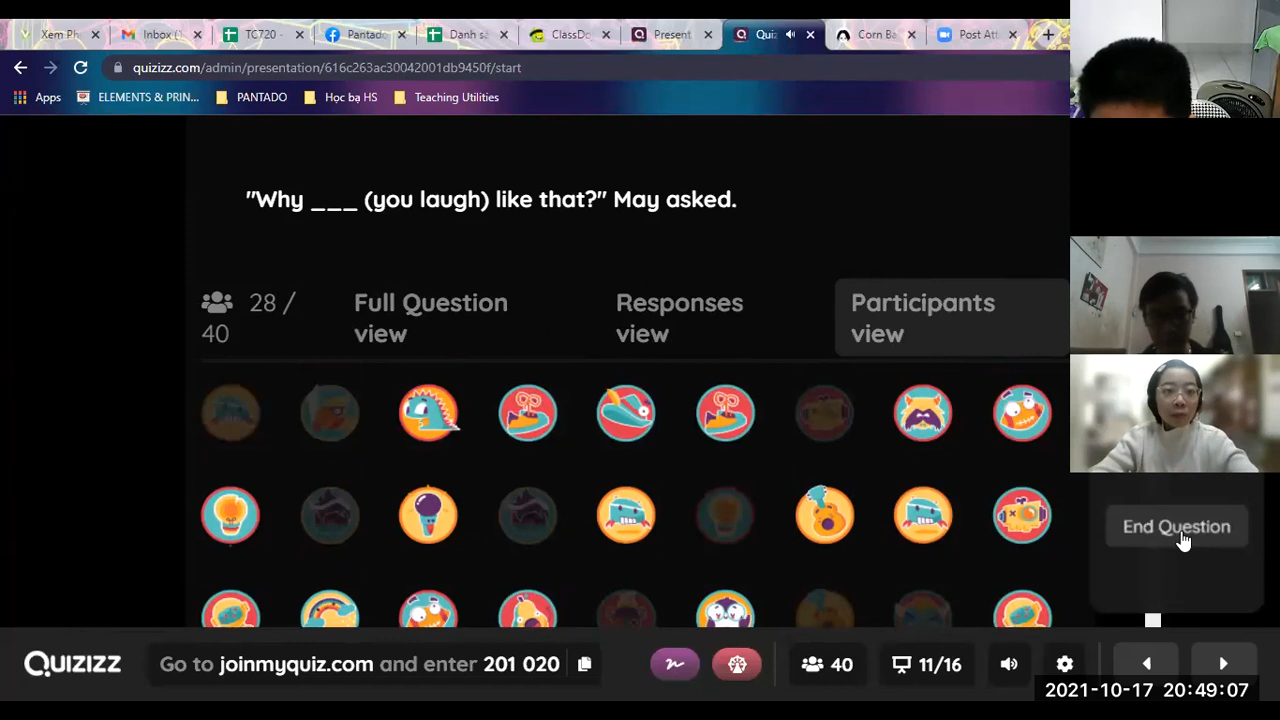 Xem Ph
Inbox (
TC720 -
Pantad
Danh sa
ClassDo
Present
Quiz
Corn Ba
Post Att
quizizz.com/admin/presentation/616c263ac30042001db9450f/start
Apps
ELEMENTS & PRIN...
PANTADO
Học bạ HS
Teaching Utilities
"Why ___ (you laugh) like that?" May asked.
28 /
40
Full Question
view
Responses
view
Participants
view
End Question
QUIZIZZ
Go to joinmyquiz.com and enter 201 020
40
11/16
2021-10-17 20:49:07